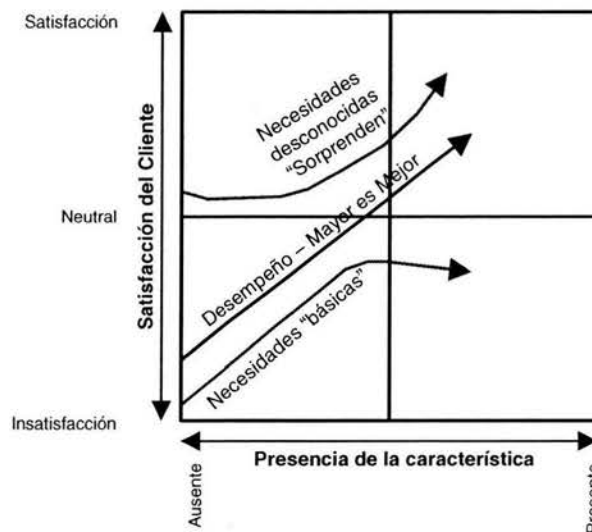 Satisfacción
Satisfacción del Cliente
Neutral
Insatisfacción
Necesidades
desconocidas
“Sorprenden”
Desempeño – Mayor es Mejor
Necesidades “básicas”
Presencia de la característica
Ausente
Presente